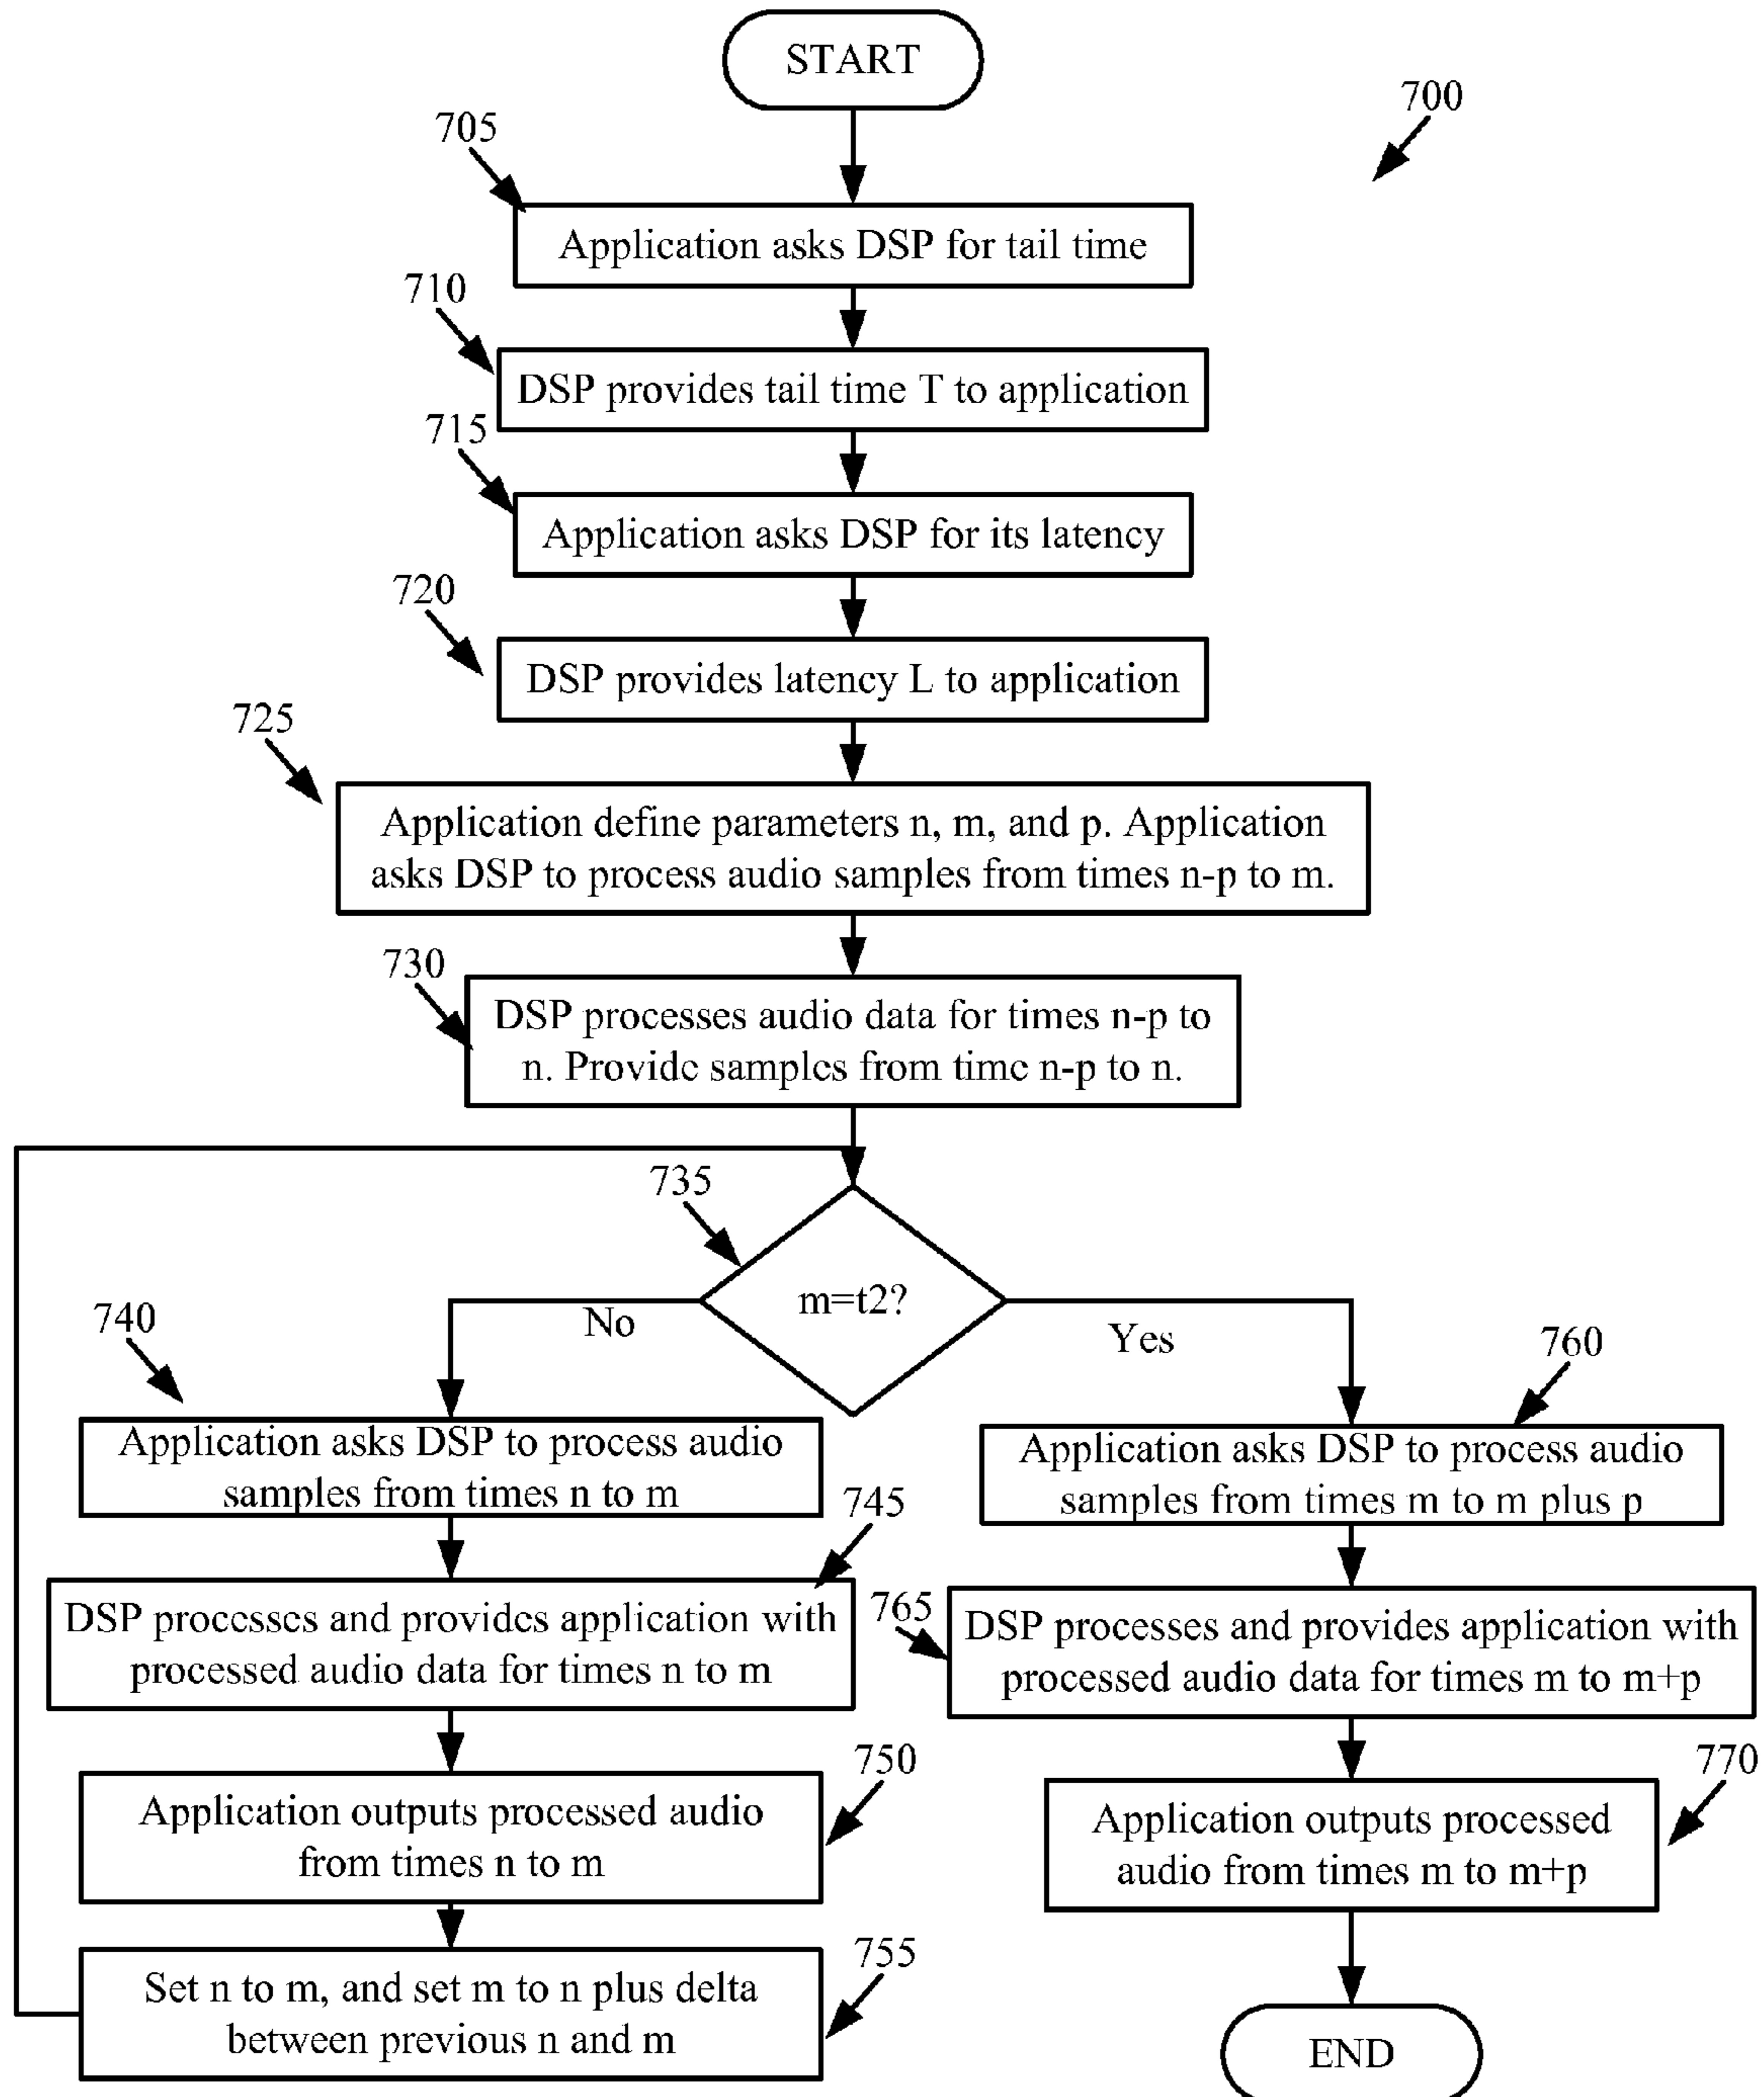 START
700
705
Application asks DSP for tail time
710
DSP provides tail time T to application
715
Application asks DSP for its latency
720
DSP provides latency L to application
725
Application define parameters n, m, and p. Application
asks DSP to process audio samples from times n-p to m.
730
DSP processes audio data for times n-p to
n. Provide samples from time n-p to n.
735
m=t2?
No
Yes
740
Application asks DSP to process audio
samples from times n to m
745
DSP processes and provides application with
processed audio data for times n to m
750
Application outputs processed audio
from times n to m
755
Set n to m, and set m to n plus delta
between previous n and m
760
Application asks DSP to process audio
samples from times m to m plus p
765
DSP processes and provides application with
processed audio data for times m to m+p
770
Application outputs processed
audio from times m to m+p
END